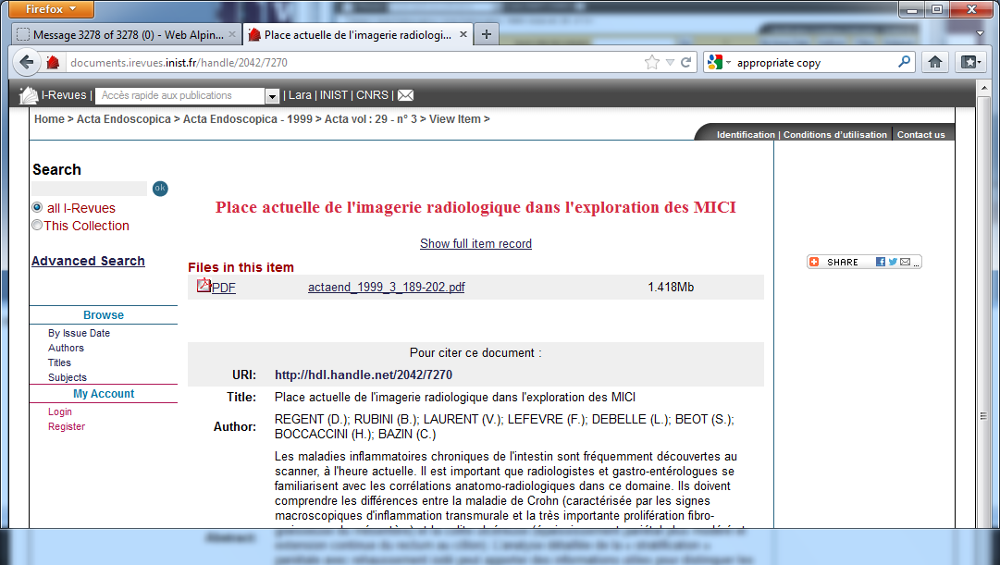 Firefox
Message 3278 of 3278 (0) - Web Alpin...
Place actuelle de l'imagerie radiologi...
documents.irevues.inist.fr/handle/2042/7270
appropriate copy
I-Revues | Accès rapide aux publications | Lara | INIST | CNRS |
Home > Acta Endoscopica > Acta Endoscopica - 1999 > Acta vol : 29 - n° 3 > View Item >
Identification | Conditions d'utilisation | Contact us
Search
ok
all I-Revues
This Collection
Advanced Search
Browse
By Issue Date
Authors
Titles
Subjects
My Account
Login
Register
Place actuelle de l'imagerie radiologique dans l'exploration des MICI
Show full item record
Files in this item
PDF actaend_1999_3_189-202.pdf 1.418Mb
Pour citer ce document :
URI: http://hdl.handle.net/2042/7270
Title: Place actuelle de l'imagerie radiologique dans l'exploration des MICI
Author: REGENT (D.); RUBINI (B.); LAURENT (V.); LEFEVRE (F.); DEBELLE (L.); BEOT (S.);
BOCCACCINI (H.); BAZIN (C.)
Les maladies inflammatoires chroniques de l'intestin sont fréquemment découvertes au
scanner, à l'heure actuelle. Il est important que radiologistes et gastro-entérologues se
familiarisent avec les corrélations anatomo-radiologiques dans ce domaine. Ils doivent
comprendre les différences entre la maladie de Crohn (caractérisée par les signes
macroscopiques d'inflammation transmurale et la très importante prolifération fibro-
Abstract:
SHARE ...